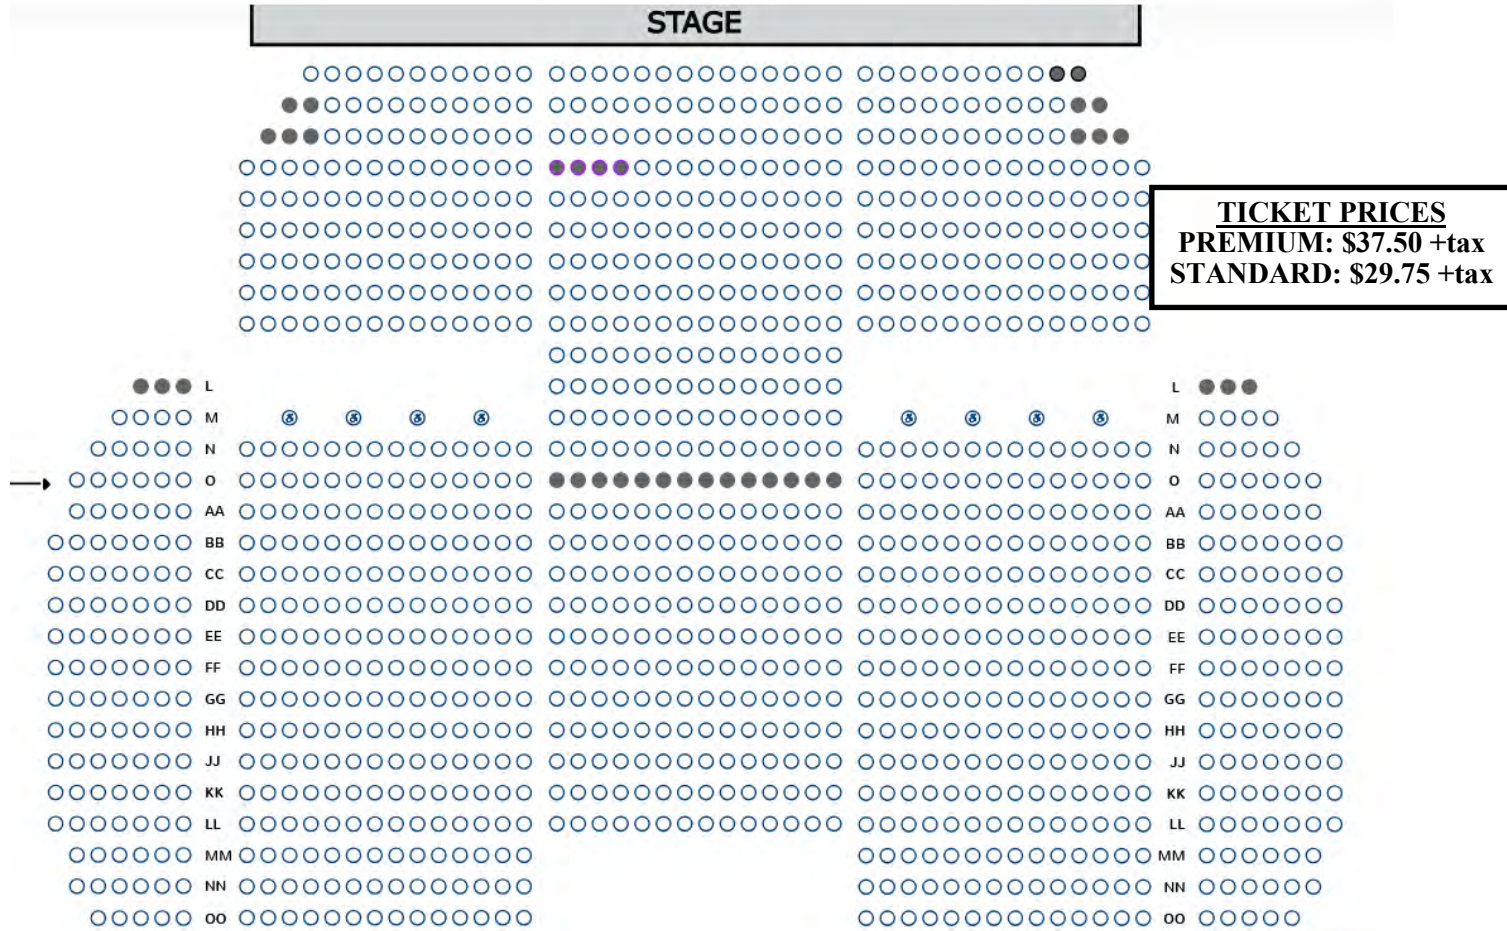 STAGE
TICKET PRICES
PREMIUM: $37.50 +tax
STANDARD: $29.75 +tax
L L
M M
N N
O O
AA AA
BB BB
CC CC
DD DD
EE EE
FF FF
GG GG
HH HH
JJ JJ
KK KK
LL LL
MM MM
NN NN
OO OO